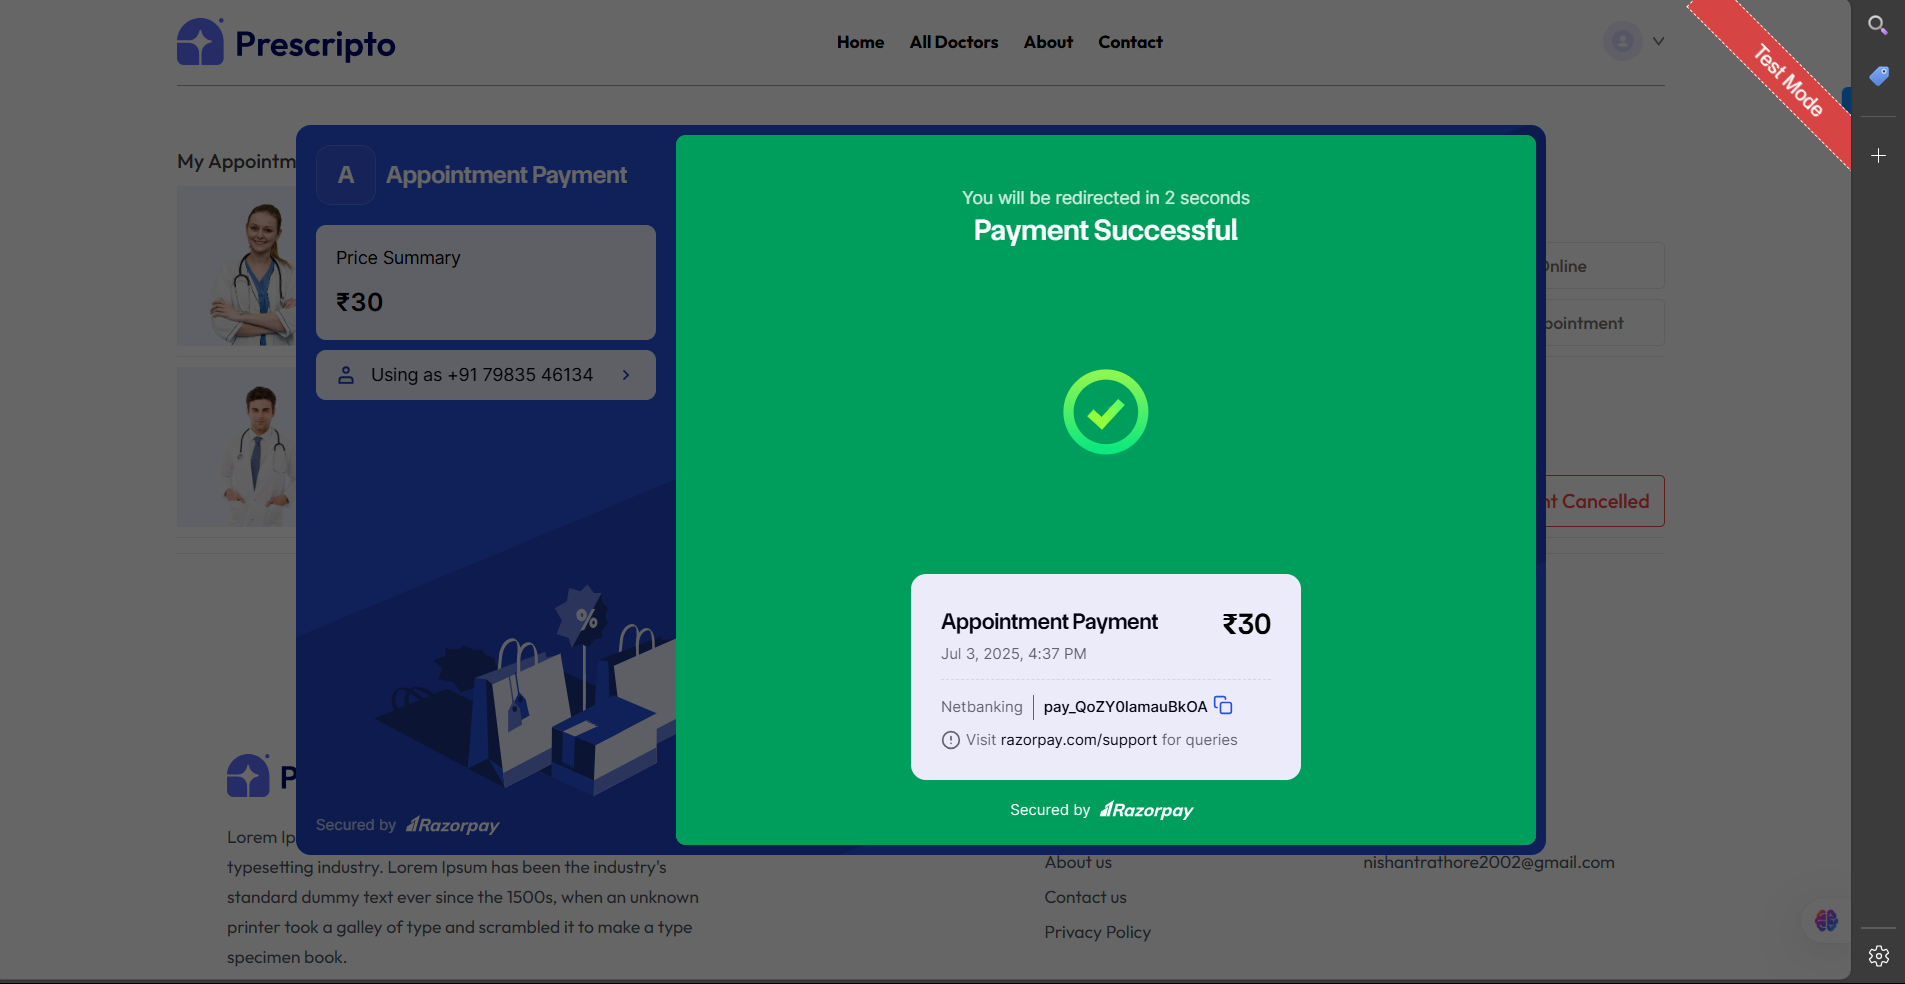 Prescripto
Home
All Doctors
About
Contact
Test Mode
My Appointm
A
Appointment Payment
Price Summary
₹30
Using as +91 79835 46134
%
Secured by Razorpay
You will be redirected in 2 seconds
Payment Successful
Appointment Payment
₹30
Jul 3, 2025, 4:37 PM
Netbanking
pay_QoZY0lamauBkOA
Visit razorpay.com/support for queries
Secured by Razorpay
Online
pointment
nt Cancelled
P
Lorem Ip
typesetting industry. Lorem Ipsum has been the industry's
standard dummy text ever since the 1500s, when an unknown
printer took a galley of type and scrambled it to make a type
specimen book.
About us
Contact us
Privacy Policy
nishantrathore2002@gmail.com